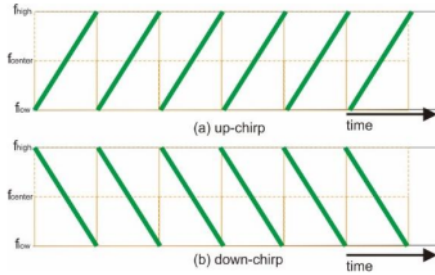 fhigh
fcenter
flow
(a) up-chirp
time
fhigh
fcenter
flow
(b) down-chirp
time